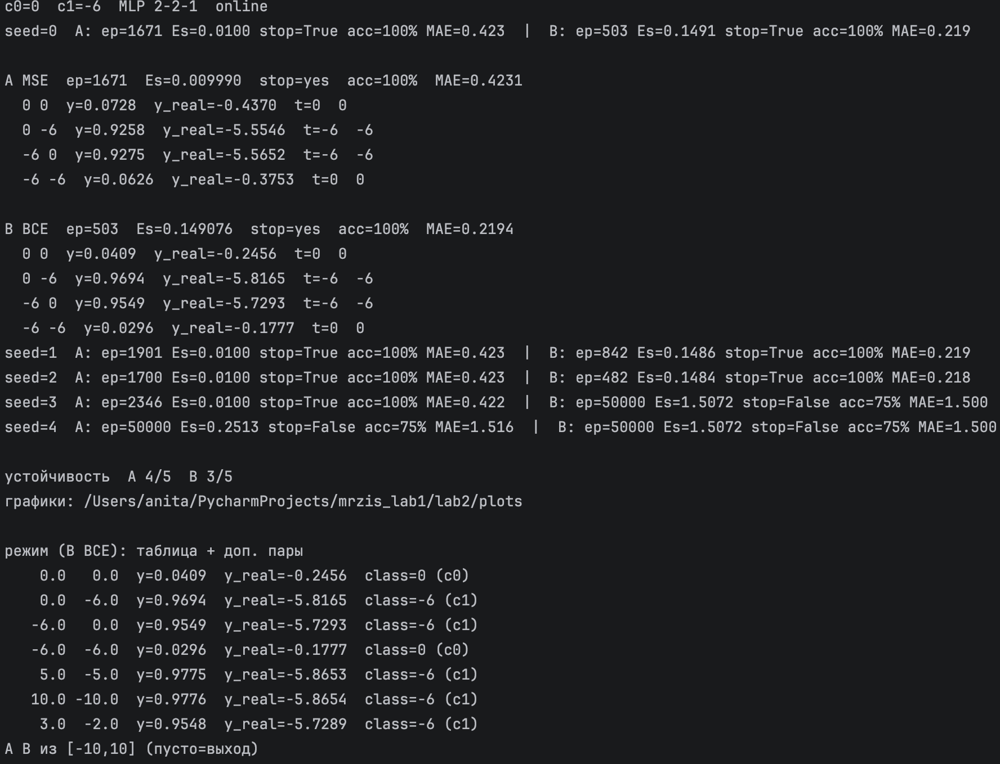 c0=0  c1=-6  MLP 2-2-1  online
seed=0  A: ep=1671 Es=0.0100 stop=True acc=100% MAE=0.423  |  B: ep=503 Es=0.1491 stop=True acc=100% MAE=0.219
A MSE  ep=1671  Es=0.009990  stop=yes  acc=100%  MAE=0.4231
0 0  y=0.0728  y_real=-0.4370  t=0  0
0 -6  y=0.9258  y_real=-5.5546  t=-6  -6
-6 0  y=0.9275  y_real=-5.5652  t=-6  -6
-6 -6  y=0.0626  y_real=-0.3753  t=0  0
B BCE  ep=503  Es=0.149076  stop=yes  acc=100%  MAE=0.2194
0 0  y=0.0409  y_real=-0.2456  t=0  0
0 -6  y=0.9694  y_real=-5.8165  t=-6  -6
-6 0  y=0.9549  y_real=-5.7293  t=-6  -6
-6 -6  y=0.0296  y_real=-0.1777  t=0  0
seed=1  A: ep=1901 Es=0.0100 stop=True acc=100% MAE=0.423  |  B: ep=842 Es=0.1486 stop=True acc=100% MAE=0.219
seed=2  A: ep=1700 Es=0.0100 stop=True acc=100% MAE=0.423  |  B: ep=482 Es=0.1484 stop=True acc=100% MAE=0.218
seed=3  A: ep=2346 Es=0.0100 stop=True acc=100% MAE=0.422  |  B: ep=50000 Es=1.5072 stop=False acc=75% MAE=1.500
seed=4  A: ep=50000 Es=0.2513 stop=False acc=75% MAE=1.516  |  B: ep=50000 Es=1.5072 stop=False acc=75% MAE=1.500
устойчивость  A 4/5  B 3/5
графики: /Users/anita/PycharmProjects/mrzis_lab1/lab2/plots
режим (B BCE): таблица + доп. пары
0.0   0.0  y=0.0409  y_real=-0.2456  class=0 (c0)
0.0  -6.0  y=0.9694  y_real=-5.8165  class=-6 (c1)
-6.0   0.0  y=0.9549  y_real=-5.7293  class=-6 (c1)
-6.0  -6.0  y=0.0296  y_real=-0.1777  class=0 (c0)
5.0  -5.0  y=0.9775  y_real=-5.8653  class=-6 (c1)
10.0 -10.0  y=0.9776  y_real=-5.8654  class=-6 (c1)
3.0  -2.0  y=0.9548  y_real=-5.7289  class=-6 (c1)
A B из [-10,10] (пусто=выход)